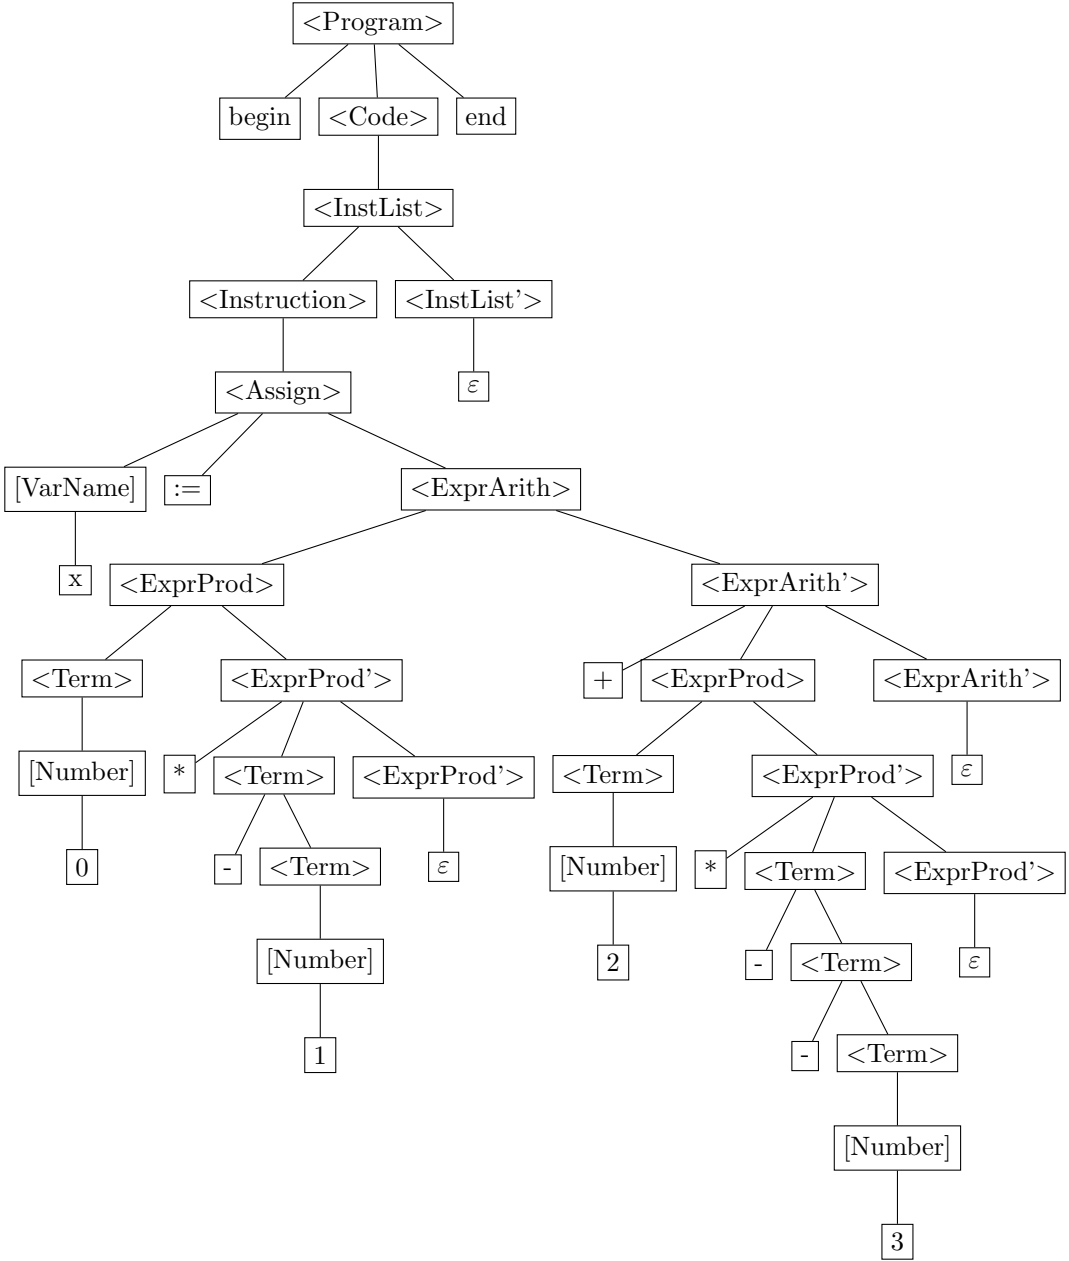 <Program>
begin <Code> end
<InstList>
<Instruction> <InstList'>
<Assign> ε
[VarName] := <ExprArith>
x <ExprProd> <ExprArith'>
<Term> <ExprProd'> + <ExprProd> <ExprArith'>
[Number] * <Term> <ExprProd'> <Term> <ExprProd'> ε
0 - <Term> ε [Number] * <Term> <ExprProd'>
[Number] 2 - <Term> ε
1 - <Term>
[Number]
3